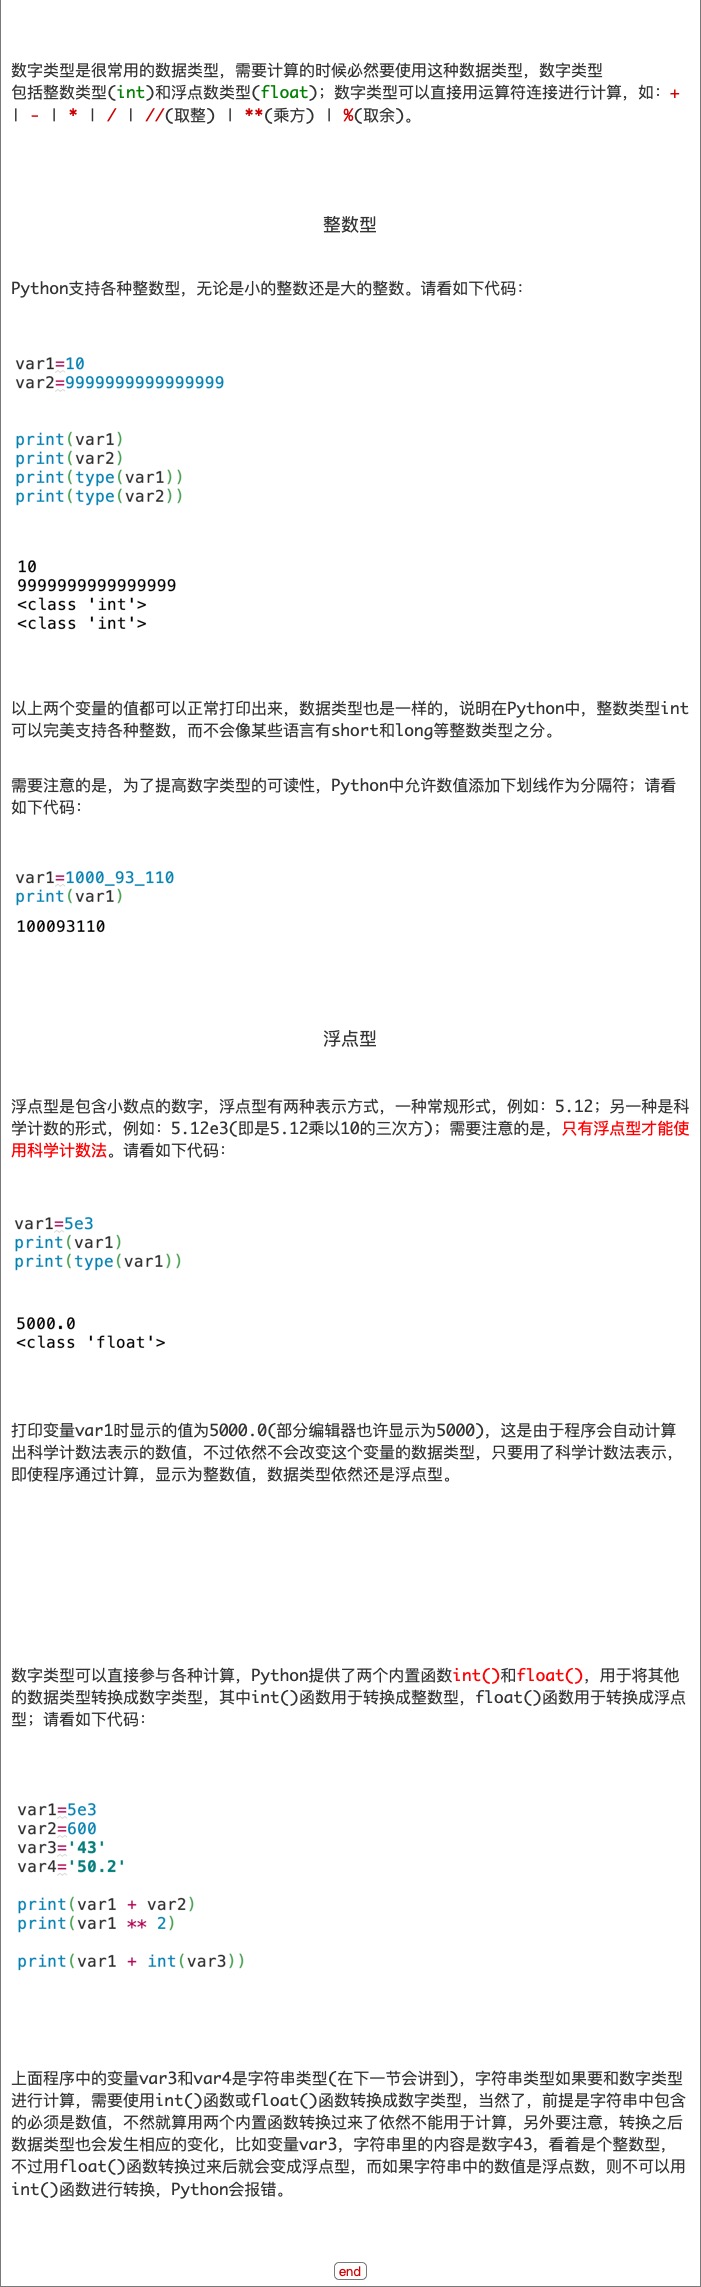 数字类型是很常用的数据类型，需要计算的时候必然要使用这种数据类型，数字类型
包括整数类型(int)和浮点数类型(float)；数字类型可以直接用运算符连接进行计算，如：+
| - | * | / | //(取整) | **(乘方) | %(取余)。
整数型
Python支持各种整数型，无论是小的整数还是大的整数。请看如下代码：
var1=10
var2=9999999999999999
print(var1)
print(var2)
print(type(var1))
print(type(var2))
10
9999999999999999
<class 'int'>
<class 'int'>
以上两个变量的值都可以正常打印出来，数据类型也是一样的，说明在Python中，整数类型int
可以完美支持各种整数，而不会像某些语言有short和long等整数类型之分。
需要注意的是，为了提高数字类型的可读性，Python中允许数值添加下划线作为分隔符；请看
如下代码：
var1=1000_93_110
print(var1)
100093110
浮点型
浮点型是包含小数点的数字，浮点型有两种表示方式，一种常规形式，例如：5.12；另一种是科
学计数的形式，例如：5.12e3(即是5.12乘以10的三次方)；需要注意的是，只有浮点型才能使
用科学计数法。请看如下代码：
var1=5e3
print(var1)
print(type(var1))
5000.0
<class 'float'>
打印变量var1时显示的值为5000.0(部分编辑器也许显示为5000)，这是由于程序会自动计算
出科学计数法表示的数值，不过依然不会改变这个变量的数据类型，只要用了科学计数法表示，
即使程序通过计算，显示为整数值，数据类型依然还是浮点型。
数字类型可以直接参与各种计算，Python提供了两个内置函数int()和float()，用于将其他
的数据类型转换成数字类型，其中int()函数用于转换成整数型，float()函数用于转换成浮点
型；请看如下代码：
var1=5e3
var2=600
var3='43'
var4='50.2'
print(var1 + var2)
print(var1 ** 2)
print(var1 + int(var3))
上面程序中的变量var3和var4是字符串类型(在下一节会讲到)，字符串类型如果要和数字类型
进行计算，需要使用int()函数或float()函数转换成数字类型，当然了，前提是字符串中包含
的必须是数值，不然就算用两个内置函数转换过来了依然不能用于计算，另外要注意，转换之后
数据类型也会发生相应的变化，比如变量var3，字符串里的内容是数字43，看着是个整数型，
不过用float()函数转换过来后就会变成浮点型，而如果字符串中的数值是浮点数，则不可以用
int()函数进行转换，Python会报错。
end